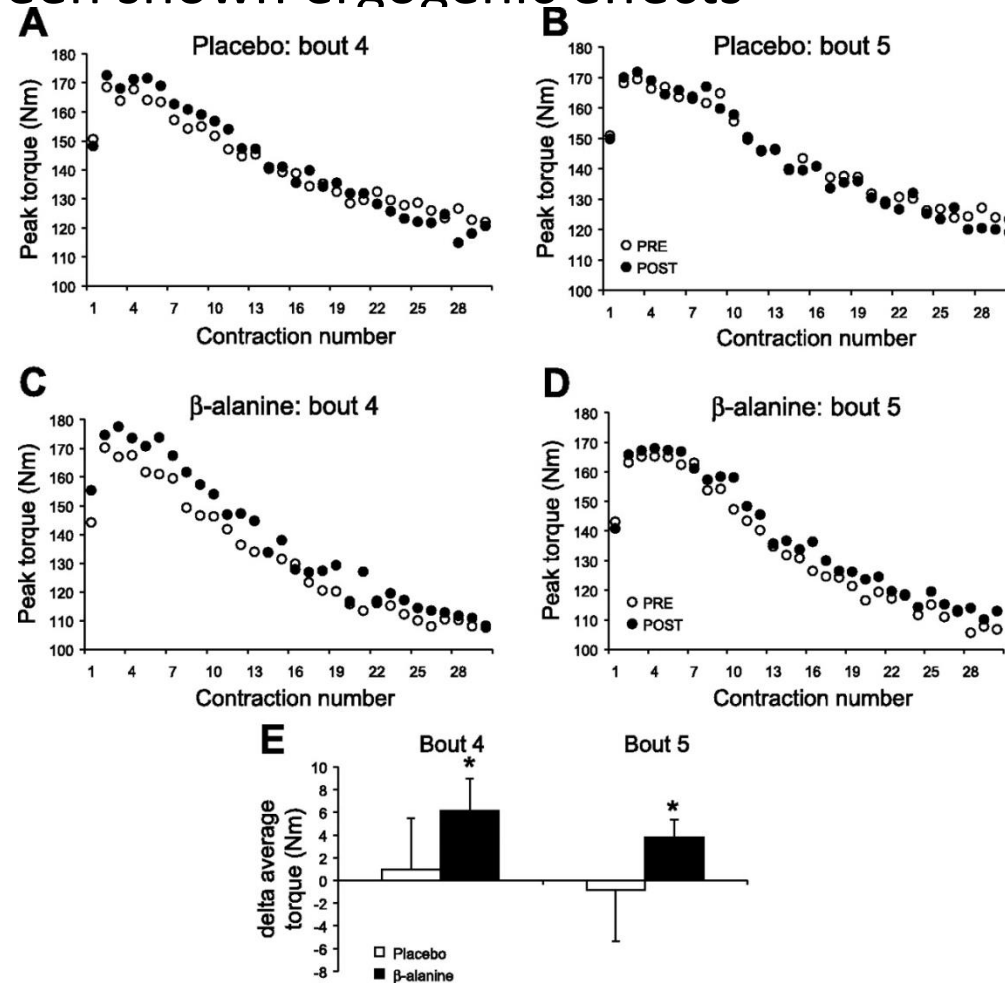 een shown ergogenic effects
A
Placebo: bout 4
Peak torque (Nm)
180
170
160
150
140
130
120
110
100
1 4 7 10 13 16 19 22 25 28
Contraction number
B
Placebo: bout 5
Peak torque (Nm)
180
170
160
150
140
130
120
110
100
PRE
POST
1 4 7 10 13 16 19 22 25 28
Contraction number
C
β-alanine: bout 4
Peak torque (Nm)
180
170
160
150
140
130
120
110
100
1 4 7 10 13 16 19 22 25 28
Contraction number
D
β-alanine: bout 5
Peak torque (Nm)
180
170
160
150
140
130
120
110
100
PRE
POST
1 4 7 10 13 16 19 22 25 28
Contraction number
E
Bout 4 Bout 5
* *
delta average
torque (Nm)
10
8
6
4
2
0
-2
-4
-6
-8
Placebo
β-alanine